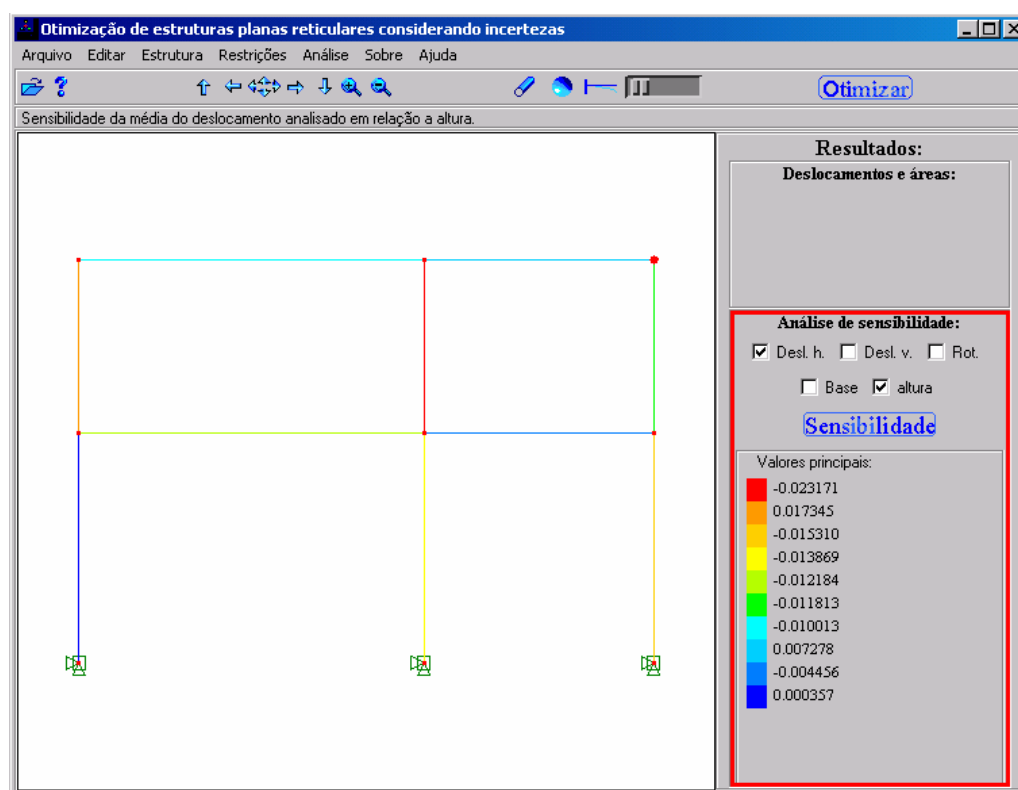 Otimização de estruturas planas reticulares considerando incertezas
Arquivo Editar Estrutura Restrições Análise Sobre Ajuda
Otimizar
Sensibilidade da média do deslocamento analisado em relação a altura.
Resultados:
Deslocamentos e áreas:
Análise de sensibilidade:
Desl. h. Desl. v. Rot.
Base altura
Sensibilidade
Valores principais:
-0.023171
0.017345
-0.015310
-0.013869
-0.012184
-0.011813
-0.010013
0.007278
-0.004456
0.000357